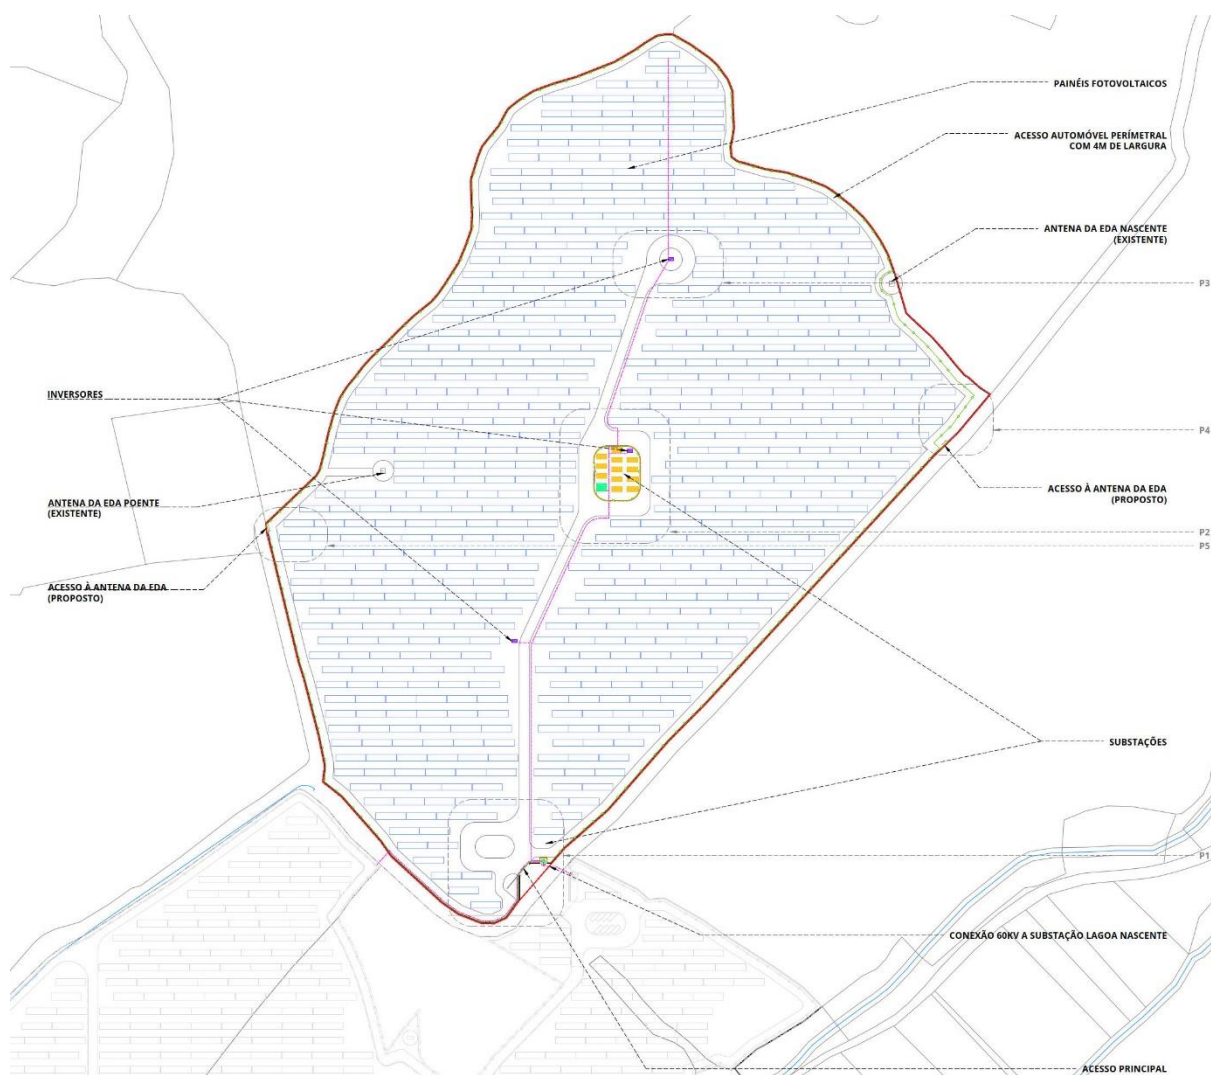 PAINÉIS FOTOVOLTAICOS
ACESSO AUTOMÓVEL PERÍMETRAL
COM 4M DE LARGURA
ANTENA DA EDA NASCENTE
(EXISTENTE)
P3
INVERSORES
P4
ACESSO À ANTENA DA EDA
(PROPOSTO)
ANTENA DA EDA POENTE
(EXISTENTE)
P2
P5
ACESSO À ANTENA DA EDA
(PROPOSTO)
SUBSTAÇÕES
P1
CONEXÃO 60KV A SUBSTAÇÃO LAGOA NASCENTE
ACESSO PRINCIPAL